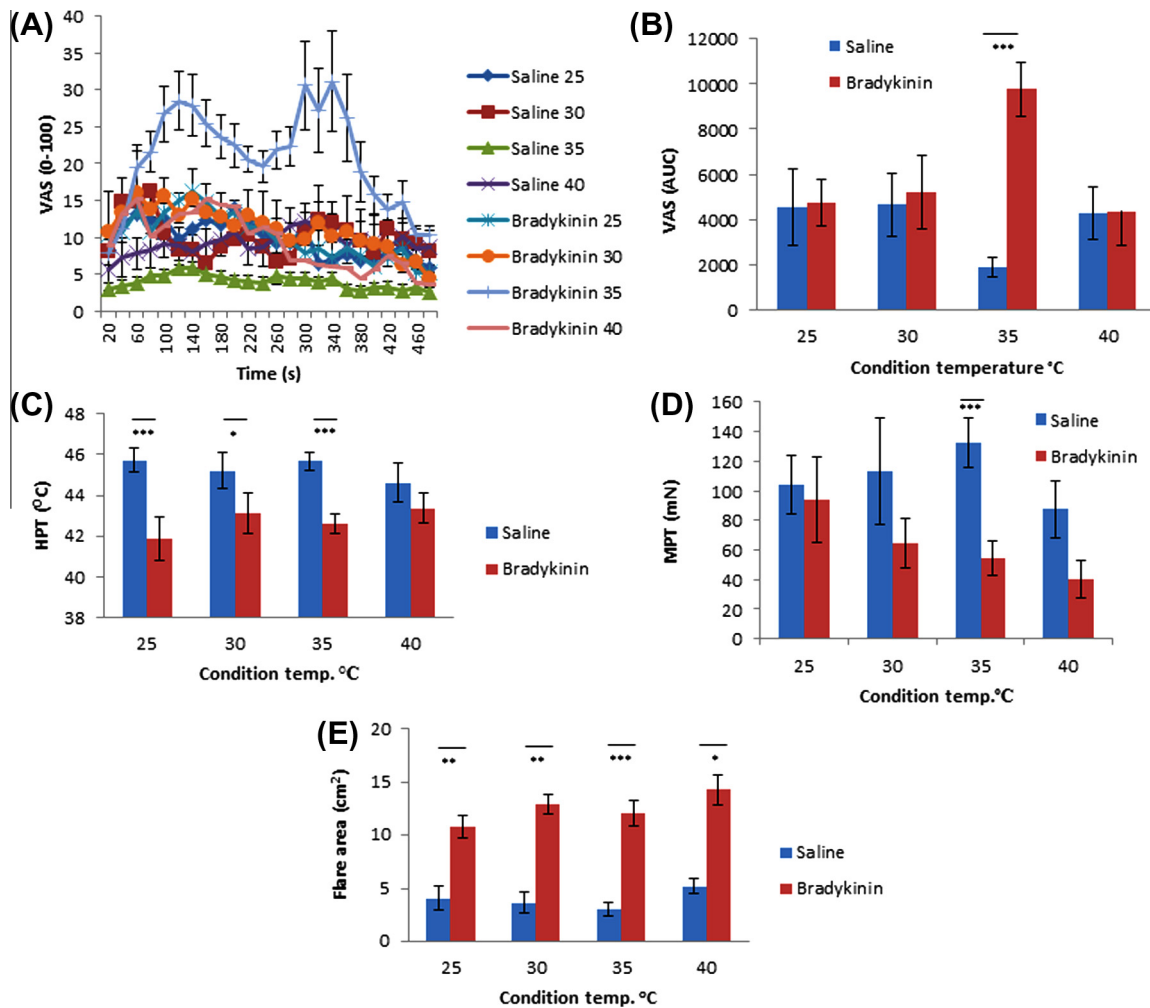 (A)
40
35
30
25
20
15
10
5
0
VAS (0-100)
20
60
100
140
180
220
260
300
340
380
420
460
Time (s)
Saline 25
Saline 30
Saline 35
Saline 40
Bradykinin 25
Bradykinin 30
Bradykinin 35
Bradykinin 40
(B)
12000
10000
8000
6000
4000
2000
0
VAS (AUC)
Saline
Bradykinin
***
25 30 35 40
Condition temperature °C
(C)
48
46
44
42
40
38
HPT (°C)
*** * ***
25 30 35 40
Condition temp. °C
Saline
Bradykinin
(D)
160
140
120
100
80
60
40
20
0
MPT (mN)
***
Saline
Bradykinin
25 30 35 40
Condition temp.°C
(E)
20
15
10
5
0
Flare area (cm²)
** ** *** *
25 30 35 40
Condition temp. °C
Saline
Bradykinin